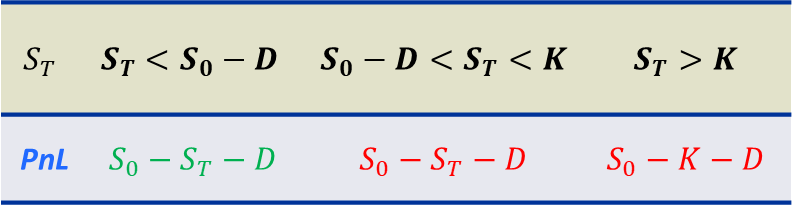 S_T S_T < S_0 − D S_0 − D < S_T < K S_T > K
PnL S_0 − S_T − D S_0 − S_T − D S_0 − K − D